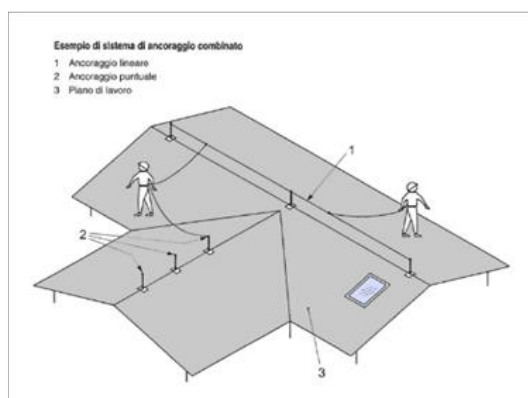 Esempio di sistema di ancoraggio combinato
1 Ancoraggio lineare
2 Ancoraggio puntuale
3 Piano di lavoro
1
2
3